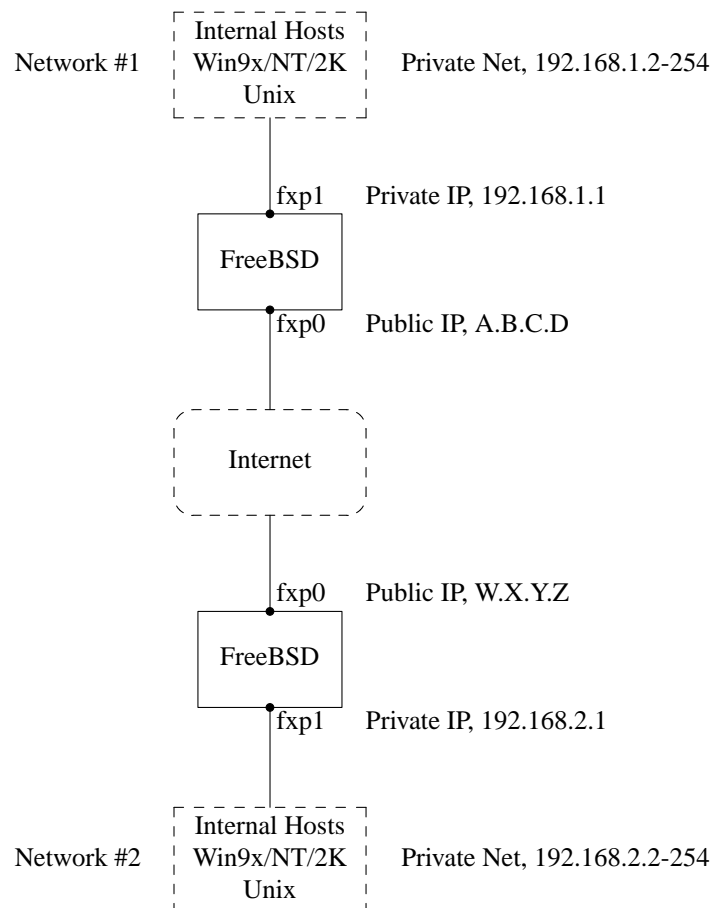 Internal Hosts
Network #1 Win9x/NT/2K Private Net, 192.168.1.2-254
Unix
fxp1 Private IP, 192.168.1.1
FreeBSD
fxp0 Public IP, A.B.C.D
Internet
fxp0 Public IP, W.X.Y.Z
FreeBSD
fxp1 Private IP, 192.168.2.1
Internal Hosts
Network #2 Win9x/NT/2K Private Net, 192.168.2.2-254
Unix